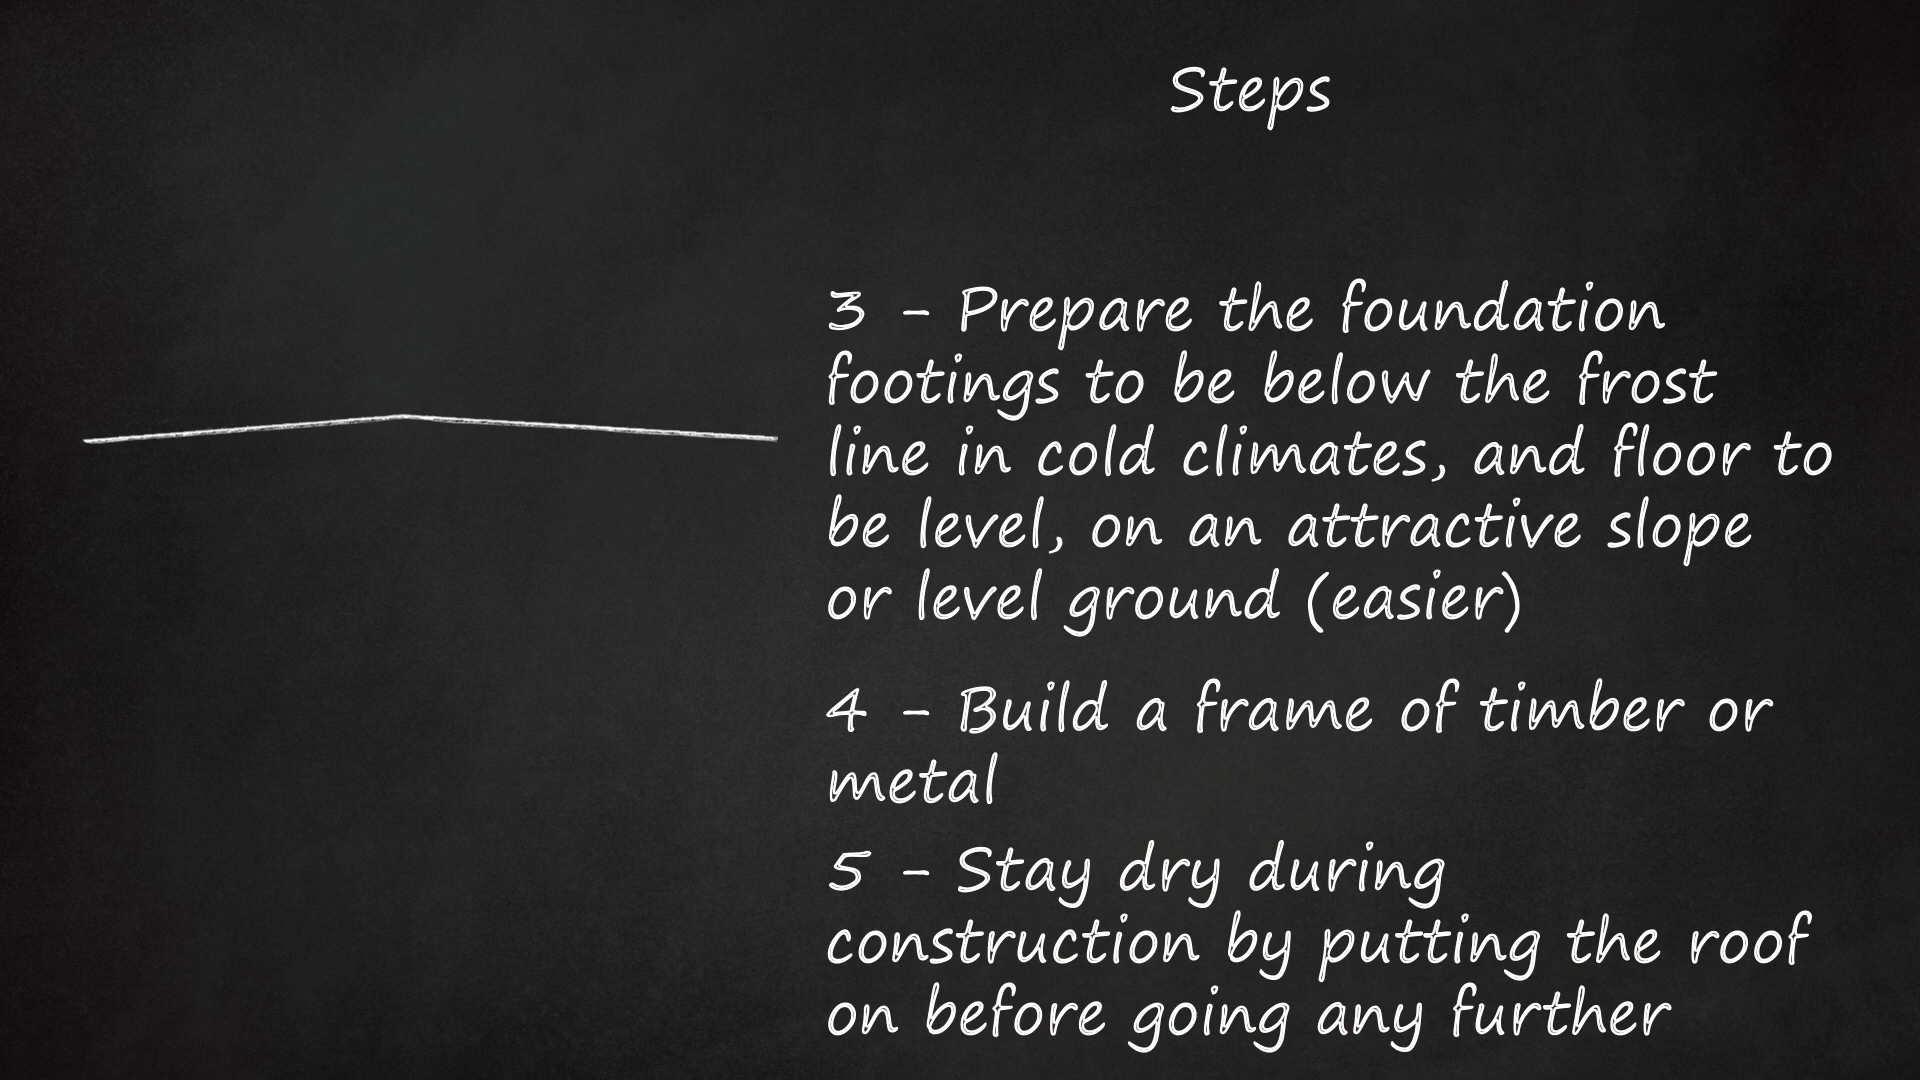 Steps
3 - Prepare the foundation
footings to be below the frost
line in cold climates, and floor to
be level, on an attractive slope
or level ground (easier)
4 - Build a frame of timber or
metal
5 - Stay dry during
construction by putting the roof
on before going any further